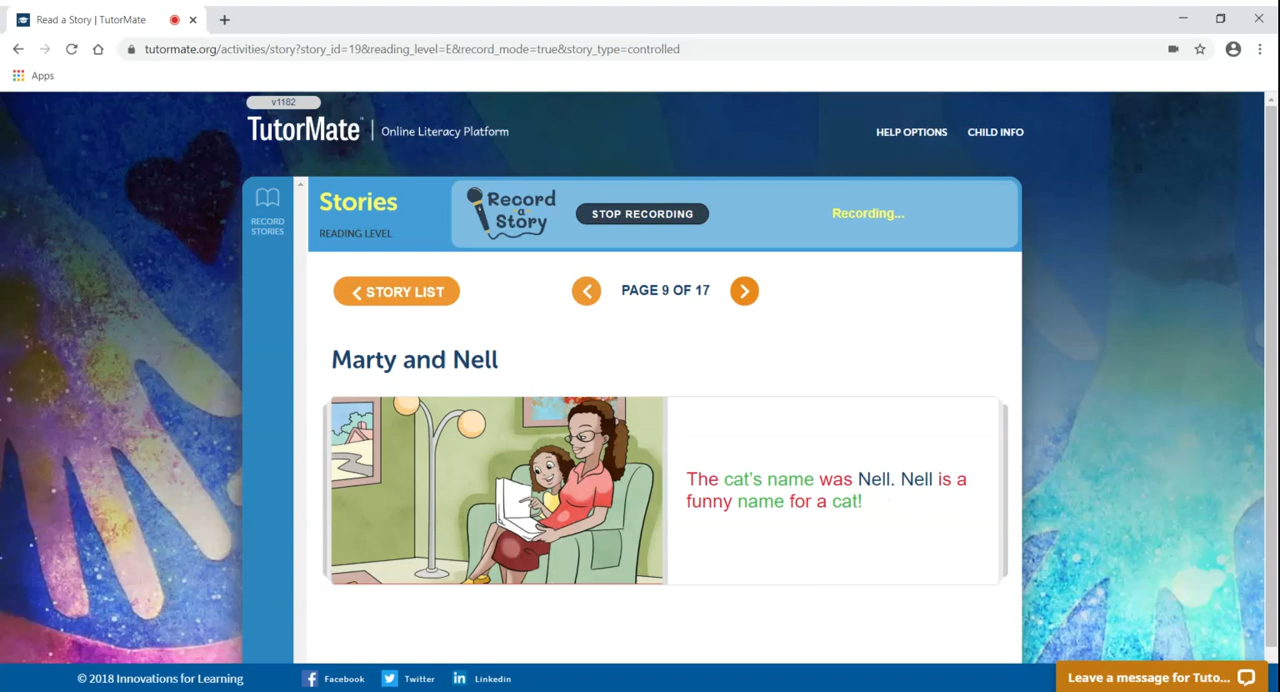 Read a Story | TutorMate
tutormate.org/activities/story?story_id=19&reading_level=E&record_mode=true&story_type=controlled
Apps
v1182
TutorMate™ | Online Literacy Platform
HELP OPTIONS CHILD INFO
RECORD
STORIES
Stories
READING LEVEL
Record
a
Story
STOP RECORDING
Recording...
STORY LIST
PAGE 9 OF 17
Marty and Nell
The cat's name was Nell. Nell is a
funny name for a cat!
© 2018 Innovations for Learning
Facebook Twitter Linkedin
Leave a message for Tuto...